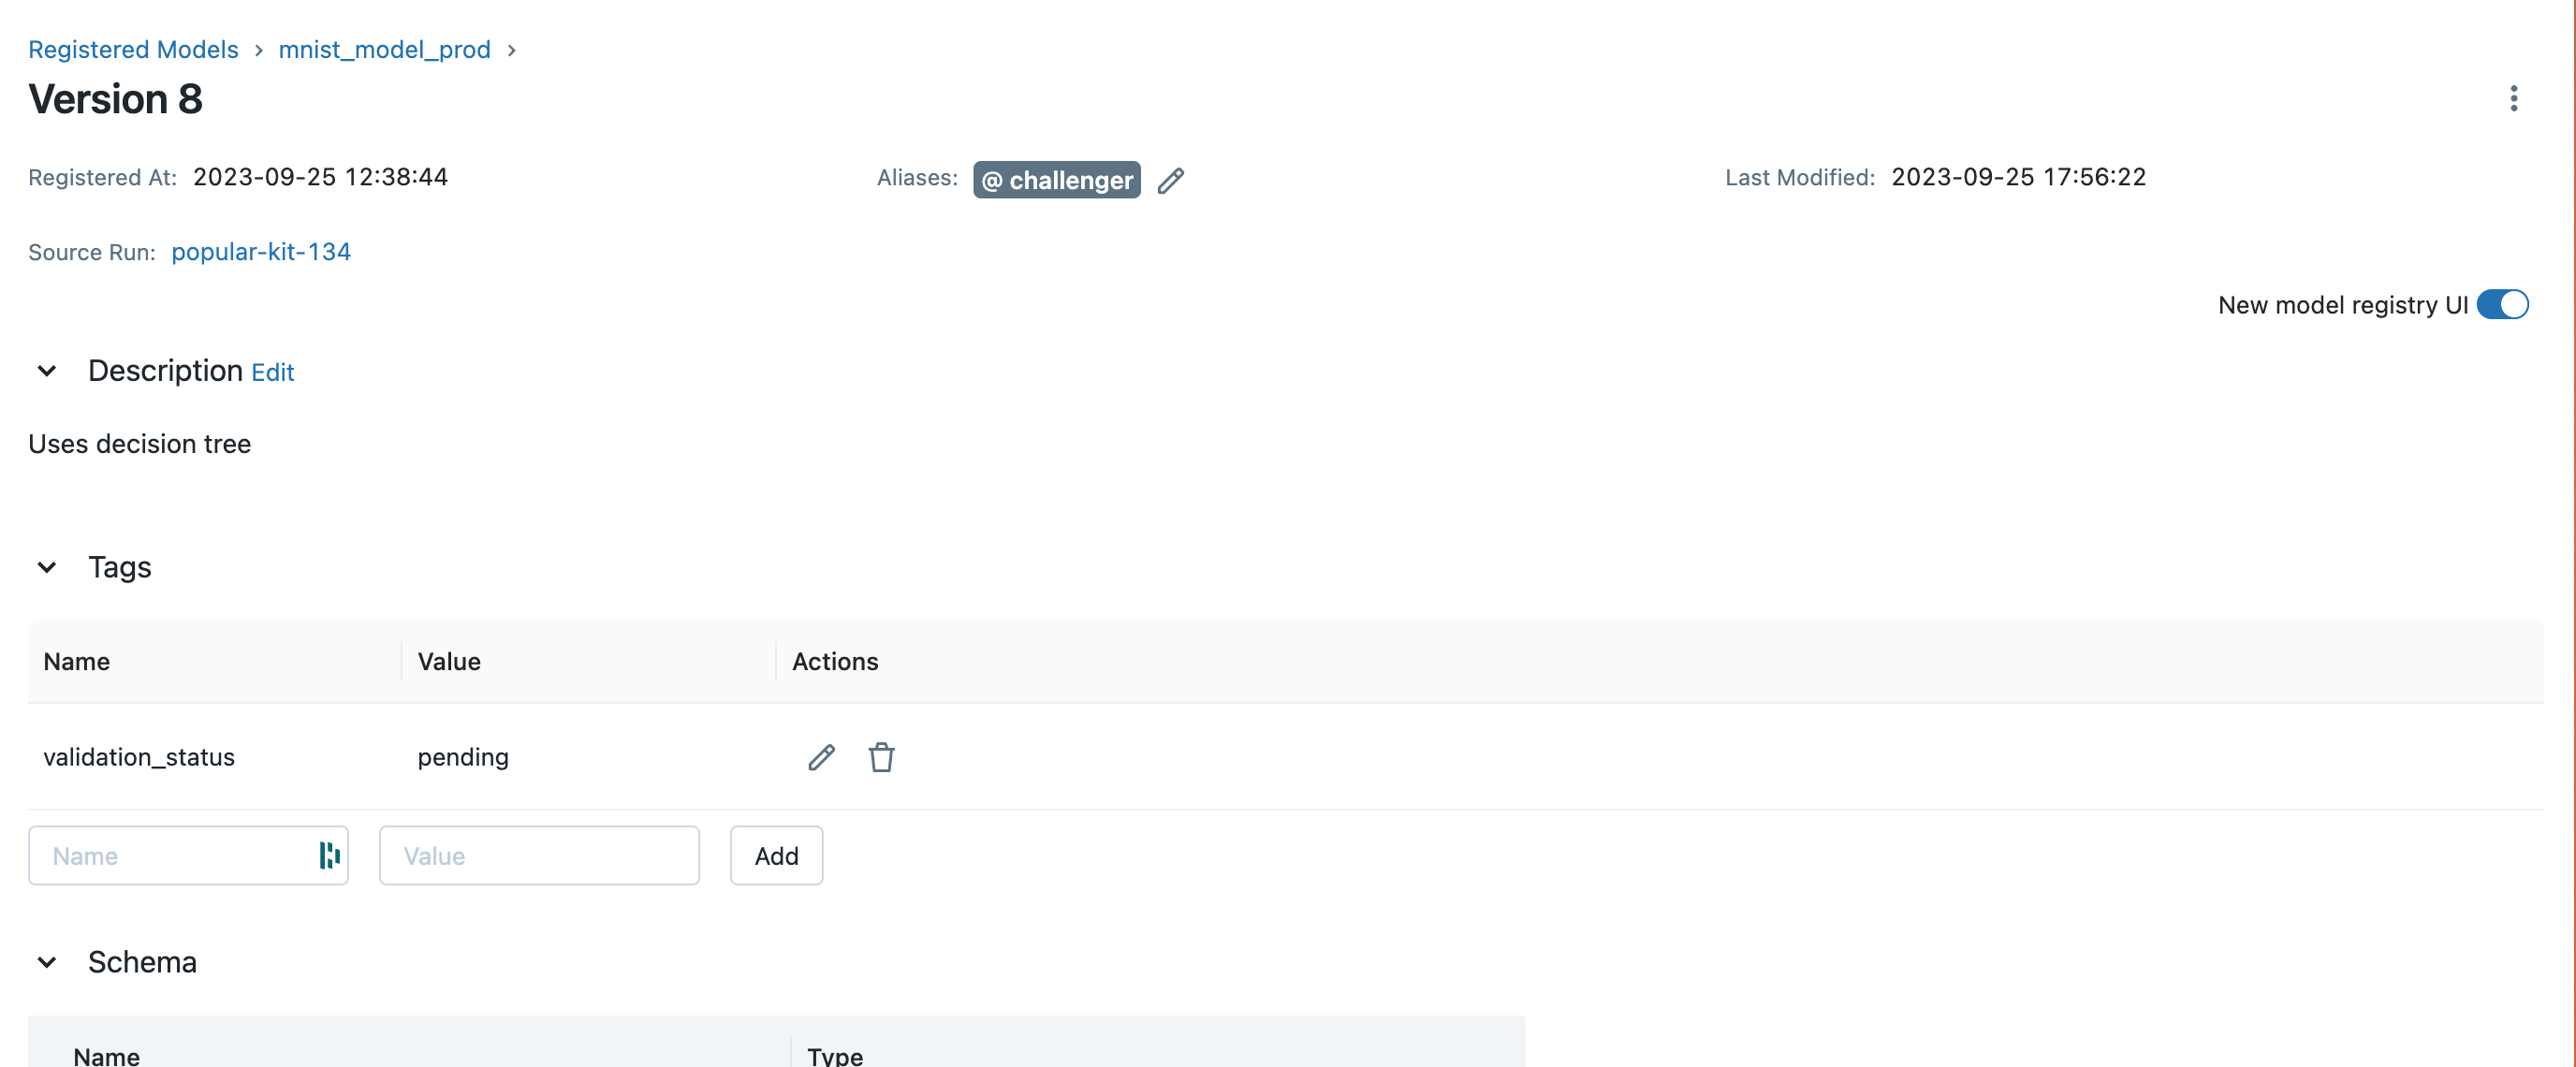 Registered Models > mnist_model_prod >
Version 8
Registered At: 2023-09-25 12:38:44 Aliases: @ challenger Last Modified: 2023-09-25 17:56:22
Source Run: popular-kit-134
New model registry UI
Description Edit
Uses decision tree
Tags
Name Value Actions
validation_status pending
Name Value Add
Schema
Name Type